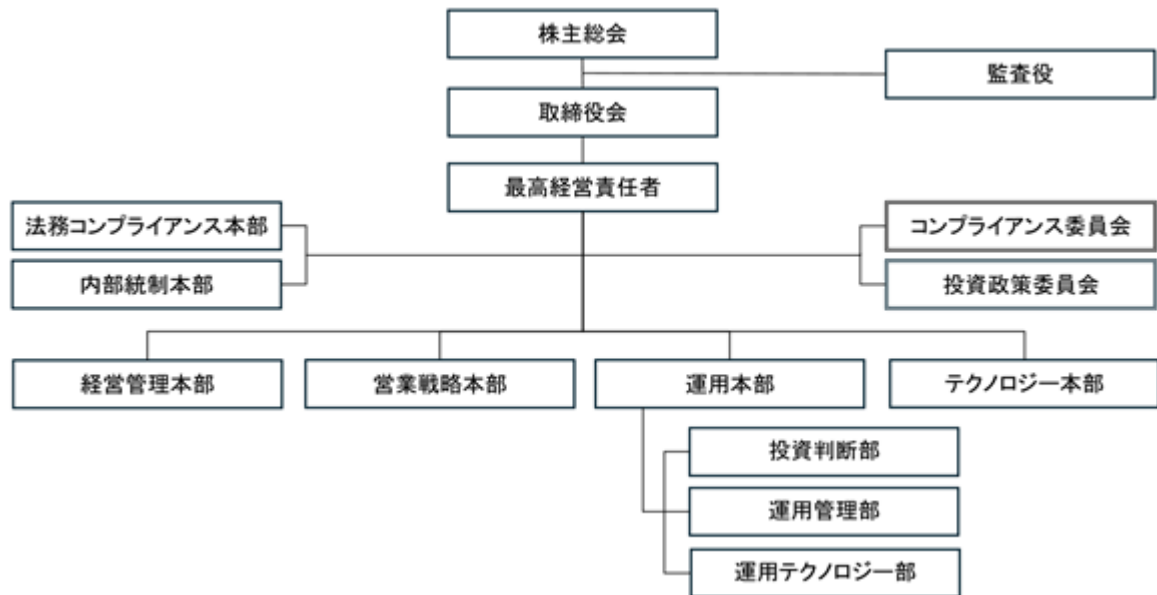 株主総会
監査役
取締役会
最高経営責任者
法務コンプライアンス本部
コンプライアンス委員会
内部統制本部
投資政策委員会
経営管理本部
営業戦略本部
運用本部
テクノロジー本部
投資判断部
運用管理部
運用テクノロジー部